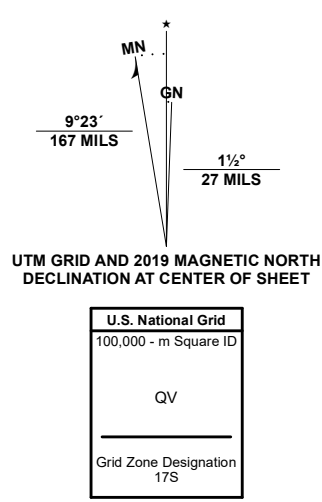 ★
MN
GN
9°23´
167 MILS
1½°
27 MILS
UTM GRID AND 2019 MAGNETIC NORTH
DECLINATION AT CENTER OF SHEET
U.S. National Grid
100,000 - m Square ID
QV
Grid Zone Designation
17S